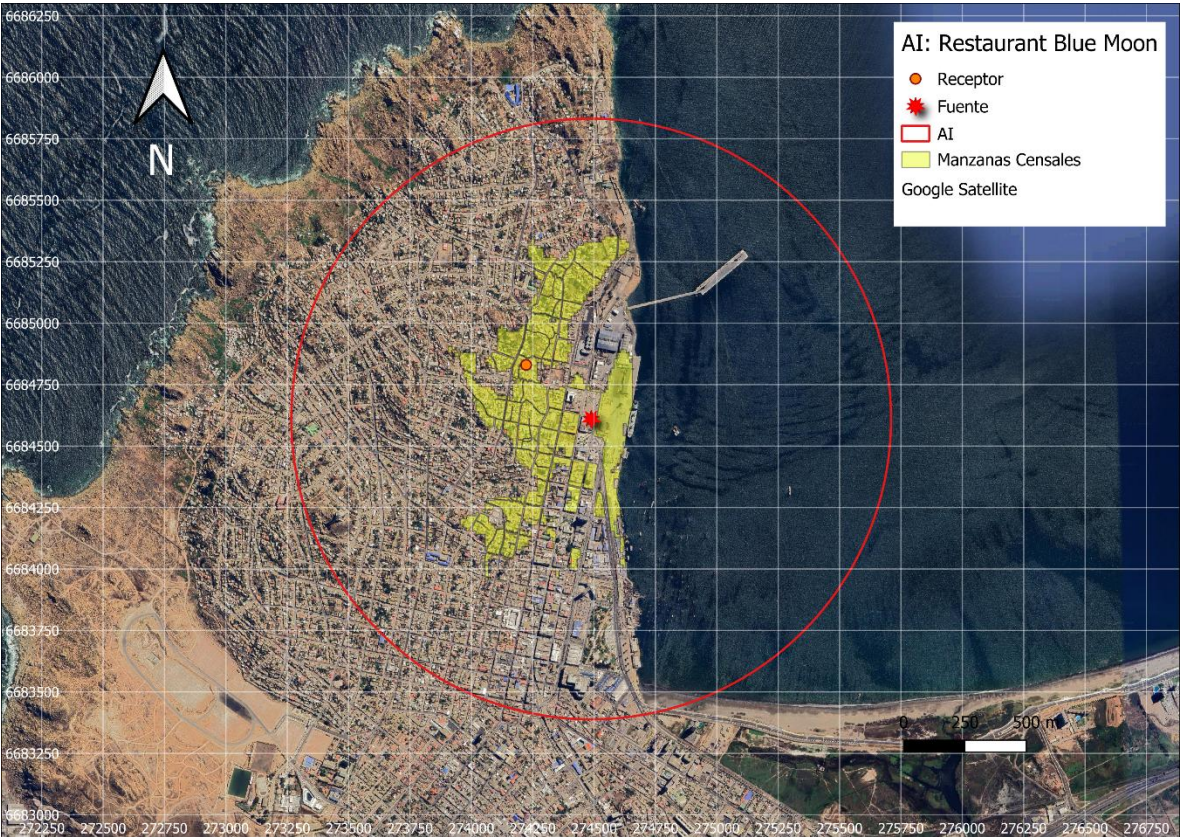 AI: Restaurant Blue Moon
Receptor
Fuente
AI
Manzanas Censales
Google Satellite
N
6686250
6686000
6685750
6685500
6685250
6685000
6684750
6684500
6684250
6684000
6683750
6683500
6683250
6683000
0 250 500 m
272250 272500 272750 273000 273250 273500 273750 274000 274250 274500 274750 275000 275250 275500 275750 276000 276250 276500 276750